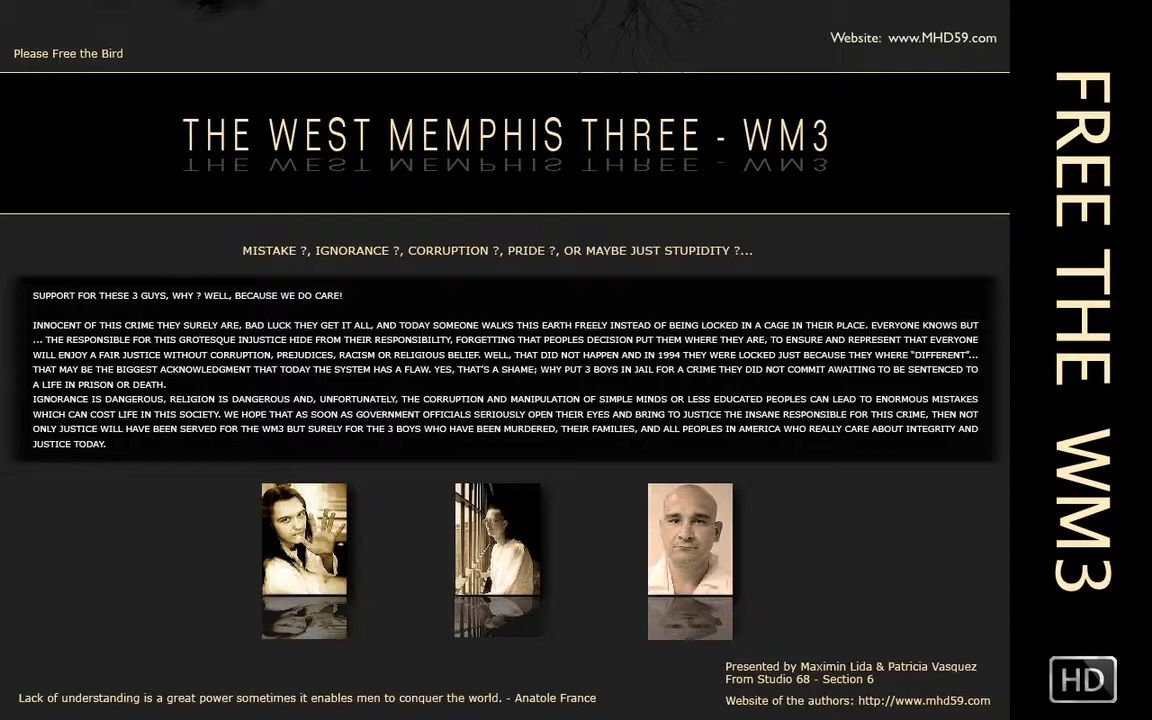 Please Free the Bird
Website: www.MHD59.com
THE WEST MEMPHIS THREE - WM3
MISTAKE ?, IGNORANCE ?, CORRUPTION ?, PRIDE ?, OR MAYBE JUST STUPIDITY ?...
SUPPORT FOR THESE 3 GUYS, WHY ? WELL, BECAUSE WE DO CARE!
INNOCENT OF THIS CRIME THEY SURELY ARE, BAD LUCK THEY GET IT ALL, AND TODAY SOMEONE WALKS THIS EARTH FREELY INSTEAD OF BEING LOCKED IN A CAGE IN THEIR PLACE. EVERYONE KNOWS BUT
... THE RESPONSIBLE FOR THIS GROTESQUE INJUSTICE HIDE FROM THEIR RESPONSIBILITY, FORGETTING THAT PEOPLES DECISION PUT THEM WHERE THEY ARE, TO ENSURE AND REPRESENT THAT EVERYONE
WILL ENJOY A FAIR JUSTICE WITHOUT CORRUPTION, PREJUDICES, RACISM OR RELIGIOUS BELIEF. WELL, THAT DID NOT HAPPEN AND IN 1994 THEY WERE LOCKED JUST BECAUSE THEY WHERE "DIFFERENT"...
THAT MAY BE THE BIGGEST ACKNOWLEDGMENT THAT TODAY THE SYSTEM HAS A FLAW. YES, THAT'S A SHAME; WHY PUT 3 BOYS IN JAIL FOR A CRIME THEY DID NOT COMMIT AWAITING TO BE SENTENCED TO
A LIFE IN PRISON OR DEATH.
IGNORANCE IS DANGEROUS, RELIGION IS DANGEROUS AND, UNFORTUNATELY, THE CORRUPTION AND MANIPULATION OF SIMPLE MINDS OR LESS EDUCATED PEOPLES CAN LEAD TO ENORMOUS MISTAKES
WHICH CAN COST LIFE IN THIS SOCIETY. WE HOPE THAT AS SOON AS GOVERNMENT OFFICIALS SERIOUSLY OPEN THEIR EYES AND BRING TO JUSTICE THE INSANE RESPONSIBLE FOR THIS CRIME, THEN NOT
ONLY JUSTICE WILL HAVE BEEN SERVED FOR THE WM3 BUT SURELY FOR THE 3 BOYS WHO HAVE BEEN MURDERED, THEIR FAMILIES, AND ALL PEOPLES IN AMERICA WHO REALLY CARE ABOUT INTEGRITY AND
JUSTICE TODAY.
Lack of understanding is a great power sometimes it enables men to conquer the world. - Anatole France
Presented by Maximin Lida & Patricia Vasquez
From Studio 68 - Section 6
Website of the authors: http://www.mhd59.com
FREE THE WM3
HD